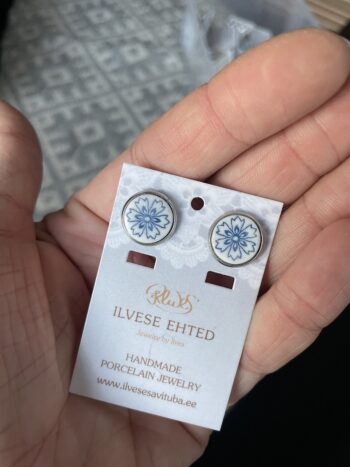 ILVESE EHTED
Jewelry by Ilves
HANDMADE
PORCELAIN JEWELRY
www.ilvesesavituba.ee